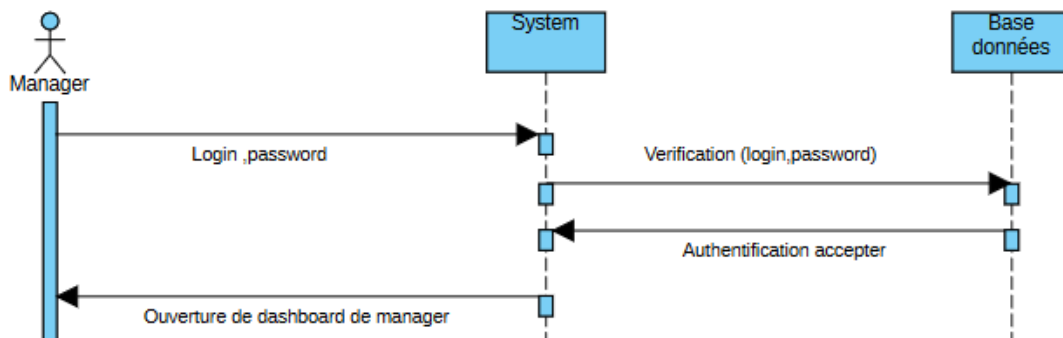 System
Base
données
Manager
Login ,password
Verification (login,password)
Authentification accepter
Ouverture de dashboard de manager